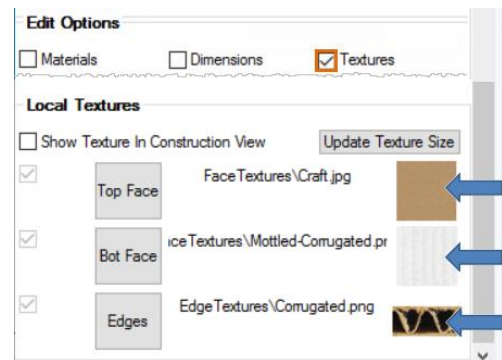 Edit Options
Materials Dimensions Textures
Local Textures
Show Texture In Construction View Update Texture Size
Top Face FaceTextures\Craft.jpg
Bot Face ıceTextures\Mottled-Corrugated.pr
Edges EdgeTextures\Corrugated.png